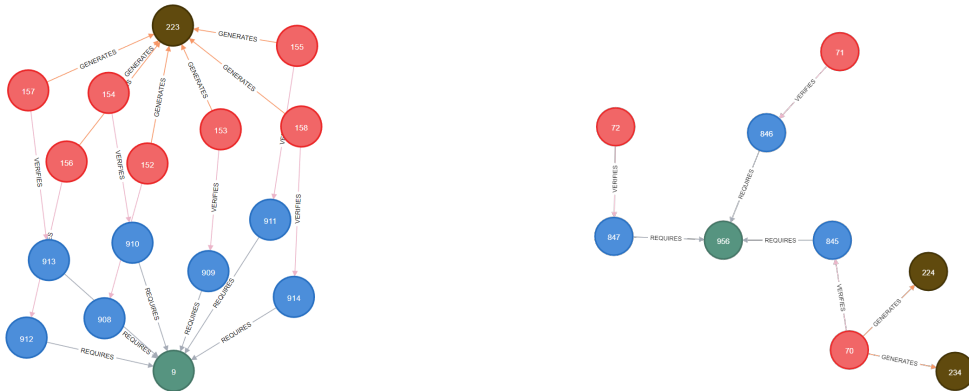 223
GENERATES
155
GENERATES
GENERATES
157
154
GENERATES
GENERATES
GENERATES
153
158
156
152
VERIFIES
VERIFIES
VERIFIES
VERIFIES
911
910
913
909
914
REQUIRES
REQUIRES
REQUIRES
908
912
REQUIRES
REQUIRES
REQUIRES
9
71
VERIFIES
72
846
VERIFIES
REQUIRES
847
REQUIRES
956
REQUIRES
845
224
VERIFIES
GENERATES
70
GENERATES
234